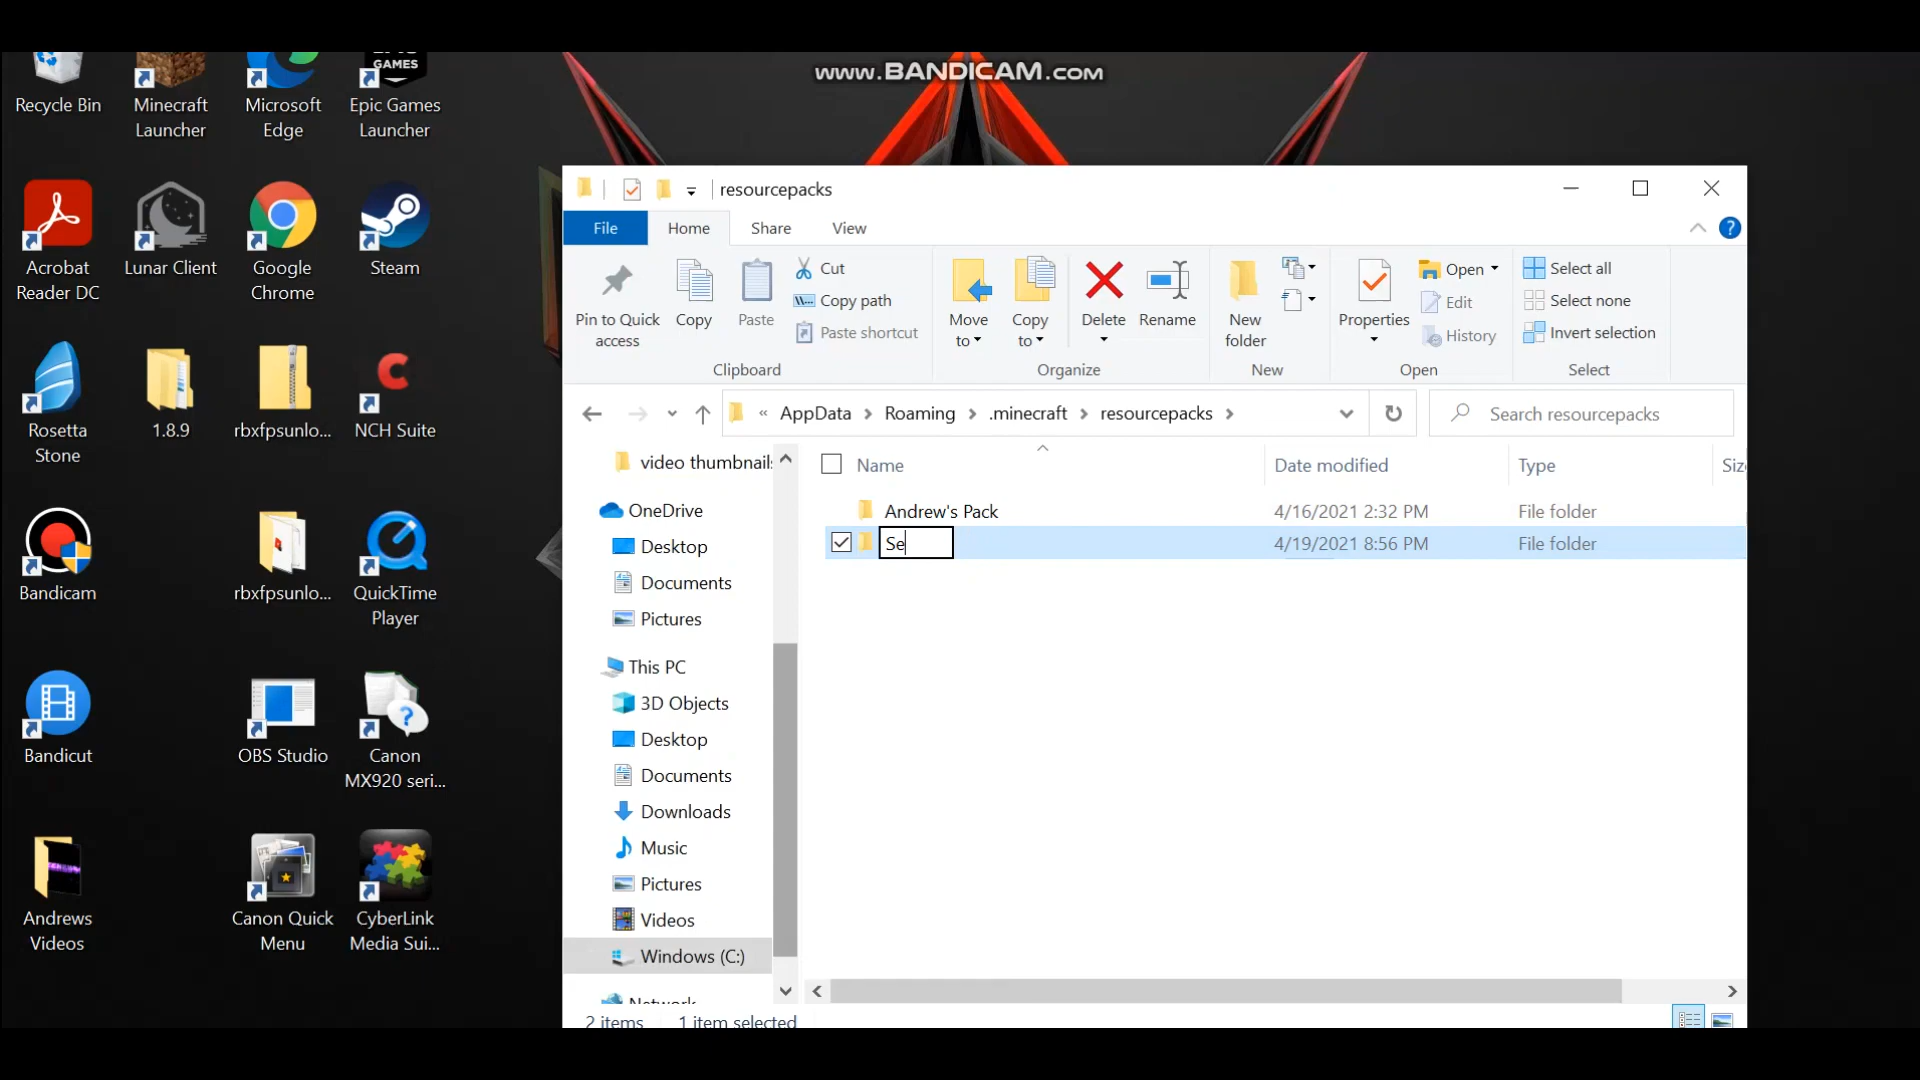 www.BANDICAM.com
Recycle Bin
Minecraft
Launcher
Microsoft
Edge
GAMES
Epic Games
Launcher
Acrobat
Reader DC
Lunar Client
Google
Chrome
Steam
Rosetta
Stone
1.8.9
rbxfpsunlo...
NCH Suite
Bandicam
rbxfpsunlo...
QuickTime
Player
Bandicut
OBS Studio
Canon
MX920 seri...
Andrews
Videos
Canon Quick
Menu
CyberLink
Media Sui...
resourcepacks
File
Home
Share
View
Pin to Quick
access
Copy
Paste
Cut
Copy path
Paste shortcut
Clipboard
Move
to
Copy
to
Delete
Rename
Organize
New
folder
New
Properties
Open
Edit
History
Open
Select all
Select none
Invert selection
Select
« AppData > Roaming > .minecraft > resourcepacks >
Search resourcepacks
video thumbnails
OneDrive
Desktop
Documents
Pictures
This PC
3D Objects
Desktop
Documents
Downloads
Music
Pictures
Videos
Windows (C:)
Network
Name Date modified Type Siz
Andrew's Pack 4/16/2021 2:32 PM File folder
Se 4/19/2021 8:56 PM File folder
2 items 1 item selected